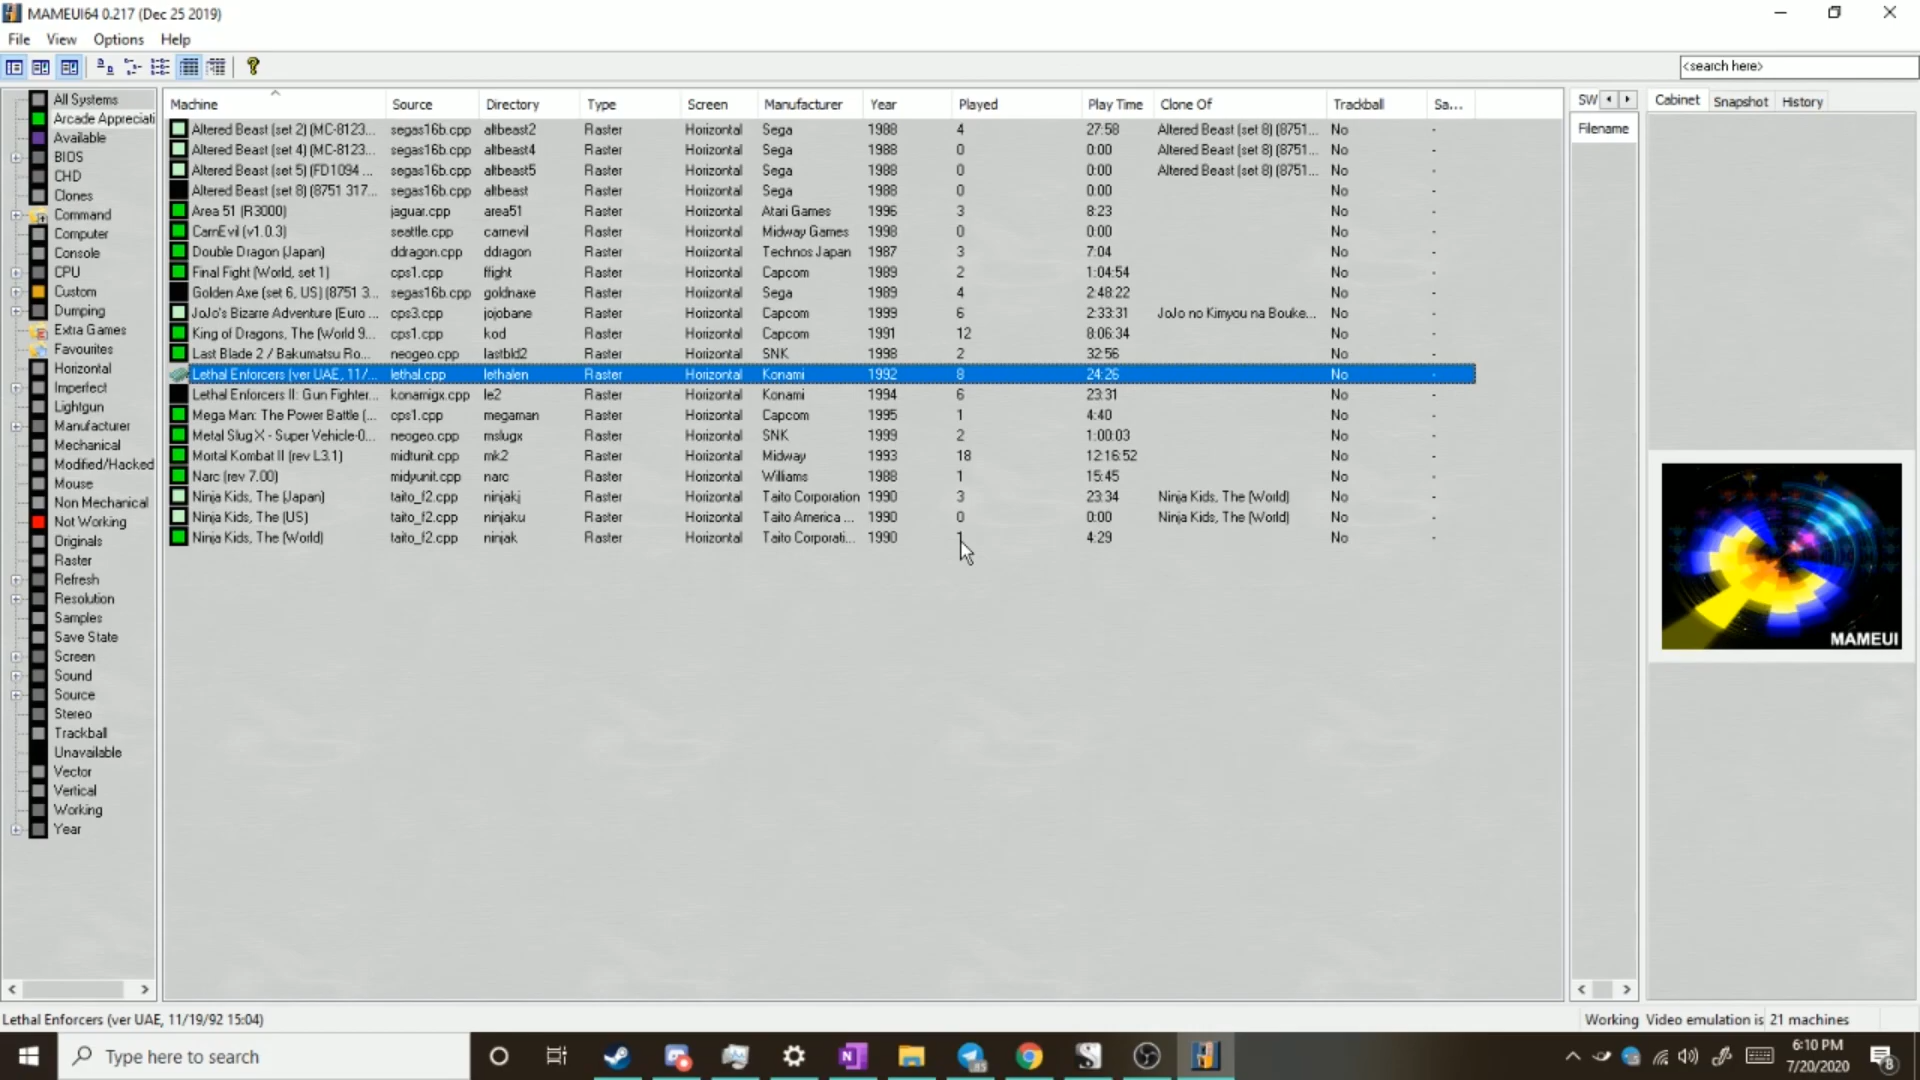 MAMEUI64 0.217 (Dec 25 2019)
File View Options Help
<search here>
All Systems
Arcade Appreciati
Available
BIOS
CHD
Clones
Command
Computer
Console
CPU
Custom
Dumping
Extra Games
Favourites
Horizontal
Imperfect
Lightgun
Manufacturer
Mechanical
Modified/Hacked
Mouse
Non Mechanical
Not Working
Originals
Raster
Refresh
Resolution
Samples
Save State
Screen
Sound
Source
Stereo
Trackball
Unavailable
Vector
Vertical
Working
Year
Machine Source Directory Type Screen Manufacturer Year Played Play Time Clone Of Trackball Sa...
Altered Beast (set 2) (MC-8123... segas16b.cpp altbeast2 Raster Horizontal Sega 1988 4 27:58 Altered Beast (set 8) (8751... No -
Altered Beast (set 4) (MC-8123... segas16b.cpp altbeast4 Raster Horizontal Sega 1988 0 0:00 Altered Beast (set 8) (8751... No -
Altered Beast (set 5) (FD1094 ... segas16b.cpp altbeast5 Raster Horizontal Sega 1988 0 0:00 Altered Beast (set 8) (8751... No -
Altered Beast (set 8) (8751 317... segas16b.cpp altbeast Raster Horizontal Sega 1988 0 0:00 No -
Area 51 (R3000) jaguar.cpp area51 Raster Horizontal Atari Games 1996 3 8:23 No -
CarnEvil (v1.0.3) seattle.cpp carnevil Raster Horizontal Midway Games 1998 0 0:00 No -
Double Dragon (Japan) ddragon.cpp ddragon Raster Horizontal Technos Japan 1987 3 7:04 No -
Final Fight (World, set 1) cps1.cpp ffight Raster Horizontal Capcom 1989 2 1:04:54 No -
Golden Axe (set 6, US) (8751 3... segas16b.cpp goldnaxe Raster Horizontal Sega 1989 4 2:48:22 No -
JoJo's Bizarre Adventure (Euro ... cps3.cpp jojobane Raster Horizontal Capcom 1999 6 2:33:31 JoJo no Kimyou na Bouke... No -
King of Dragons, The (World 9... cps1.cpp kod Raster Horizontal Capcom 1991 12 8:06:34 No -
Last Blade 2 / Bakumatsu Ro... neogeo.cpp lastbld2 Raster Horizontal SNK 1998 2 32:56 No -
Lethal Enforcers (ver UAE, 11/... lethal.cpp lethalen Raster Horizontal Konami 1992 8 24:26 No -
Lethal Enforcers II: Gun Fighter... konamigx.cpp le2 Raster Horizontal Konami 1994 6 23:31 No -
Mega Man: The Power Battle (... cps1.cpp megaman Raster Horizontal Capcom 1995 1 4:40 No -
Metal Slug X - Super Vehicle-0... neogeo.cpp mslugx Raster Horizontal SNK 1999 2 1:00:03 No -
Mortal Kombat II (rev L3.1) midtunit.cpp mk2 Raster Horizontal Midway 1993 18 12:16:52 No -
Narc (rev 7.00) midyunit.cpp narc Raster Horizontal Williams 1988 1 15:45 No -
Ninja Kids, The (Japan) taito_f2.cpp ninjakj Raster Horizontal Taito Corporation 1990 3 23:34 Ninja Kids, The (World) No -
Ninja Kids, The (US) taito_f2.cpp ninjaku Raster Horizontal Taito America ... 1990 0 0:00 Ninja Kids, The (World) No -
Ninja Kids, The (World) taito_f2.cpp ninjak Raster Horizontal Taito Corporati... 1990 1 4:29 No -
SW
Filename
Cabinet Snapshot History
MAMEUI
Lethal Enforcers (ver UAE, 11/19/92 15:04) Working Video emulation is 21 machines
Type here to search
85
6:10 PM
7/20/2020
8